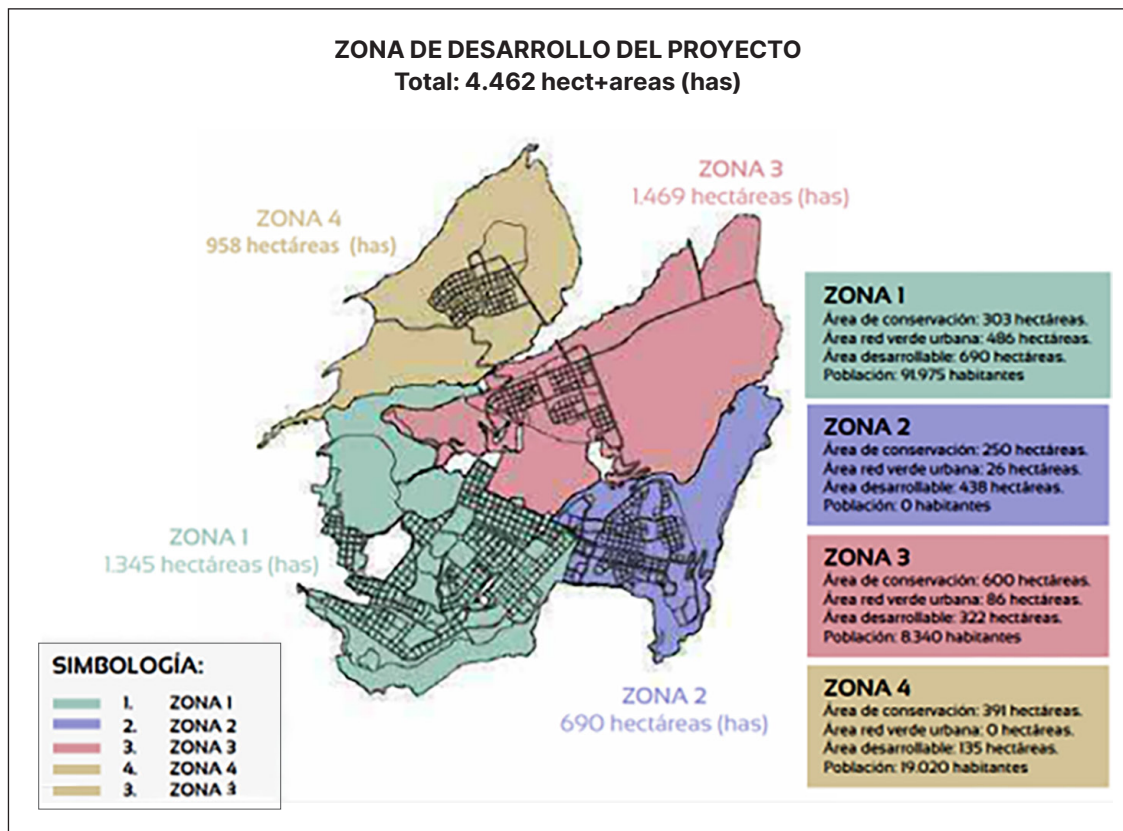 ZONA DE DESARROLLO DEL PROYECTO
Total: 4.462 hect+areas (has)
ZONA 3
1.469 hectáreas (has)
ZONA 4
958 hectáreas (has)
ZONA 1
1.345 hectáreas (has)
ZONA 2
690 hectáreas (has)
ZONA 1
Área de conservación: 303 hectáreas.
Área red verde urbana: 486 hectáreas.
Área desarrollable: 690 hectáreas.
Población: 91.975 habitantes
ZONA 2
Área de conservación: 250 hectáreas.
Área red verde urbana: 26 hectáreas.
Área desarrollable: 438 hectáreas.
Población: 0 habitantes
ZONA 3
Área de conservación: 600 hectáreas.
Área red verde urbana: 86 hectáreas.
Área desarrollable: 322 hectáreas.
Población: 8.340 habitantes
ZONA 4
Área de conservación: 391 hectáreas.
Área red verde urbana: 0 hectáreas.
Área desarrollable: 135 hectáreas.
Población: 19.020 habitantes
SIMBOLOGÍA:
1. ZONA 1
2. ZONA 2
3. ZONA 3
4. ZONA 4
3. ZONA 3